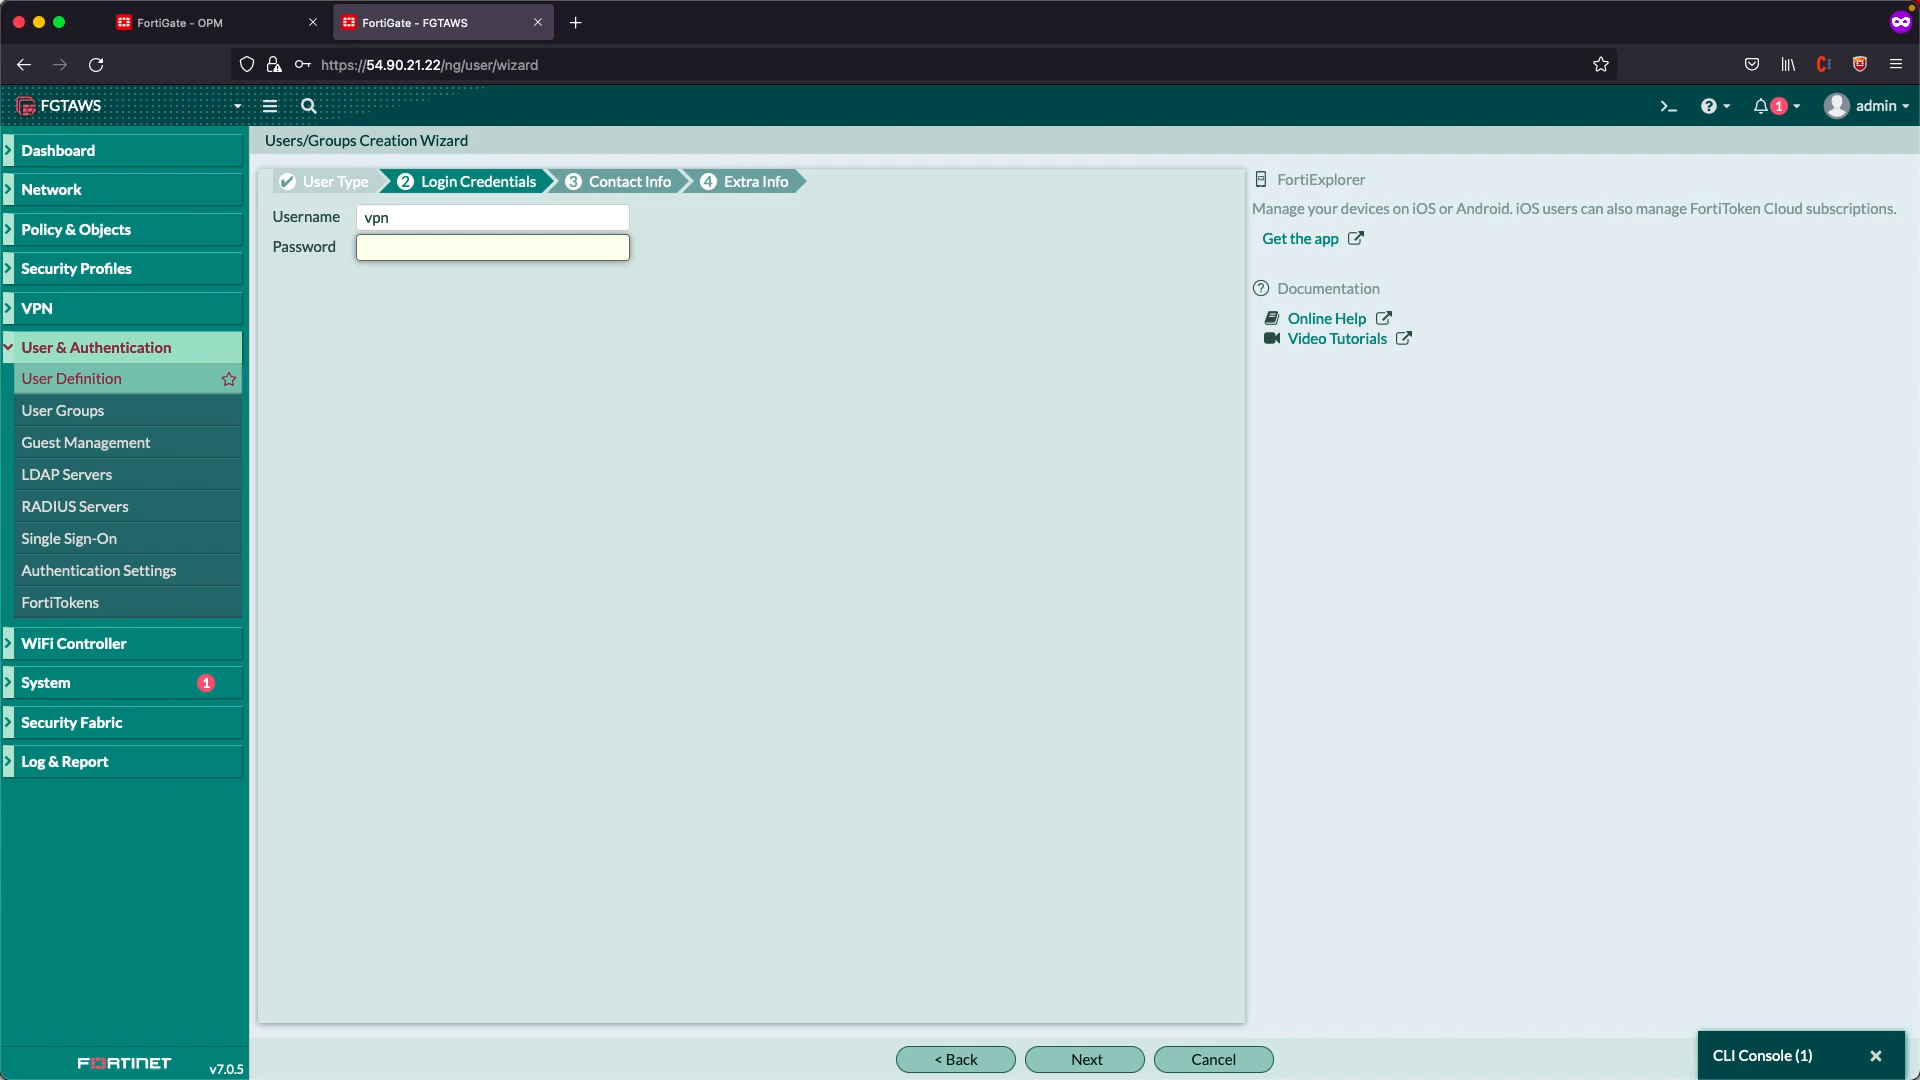 FortiGate - OPM
FortiGate - FGTAWS
https://54.90.21.22/ng/user/wizard
FGTAWS
1
admin
Dashboard
Network
Policy & Objects
Security Profiles
VPN
User & Authentication
User Definition
User Groups
Guest Management
LDAP Servers
RADIUS Servers
Single Sign-On
Authentication Settings
FortiTokens
WiFi Controller
System
1
Security Fabric
Log & Report
FORTINET
v7.0.5
Users/Groups Creation Wizard
User Type
2 Login Credentials
3 Contact Info
4 Extra Info
Username
vpn
Password
FortiExplorer
Manage your devices on iOS or Android. iOS users can also manage FortiToken Cloud subscriptions.
Get the app
Documentation
Online Help
Video Tutorials
< Back
Next
Cancel
CLI Console (1)